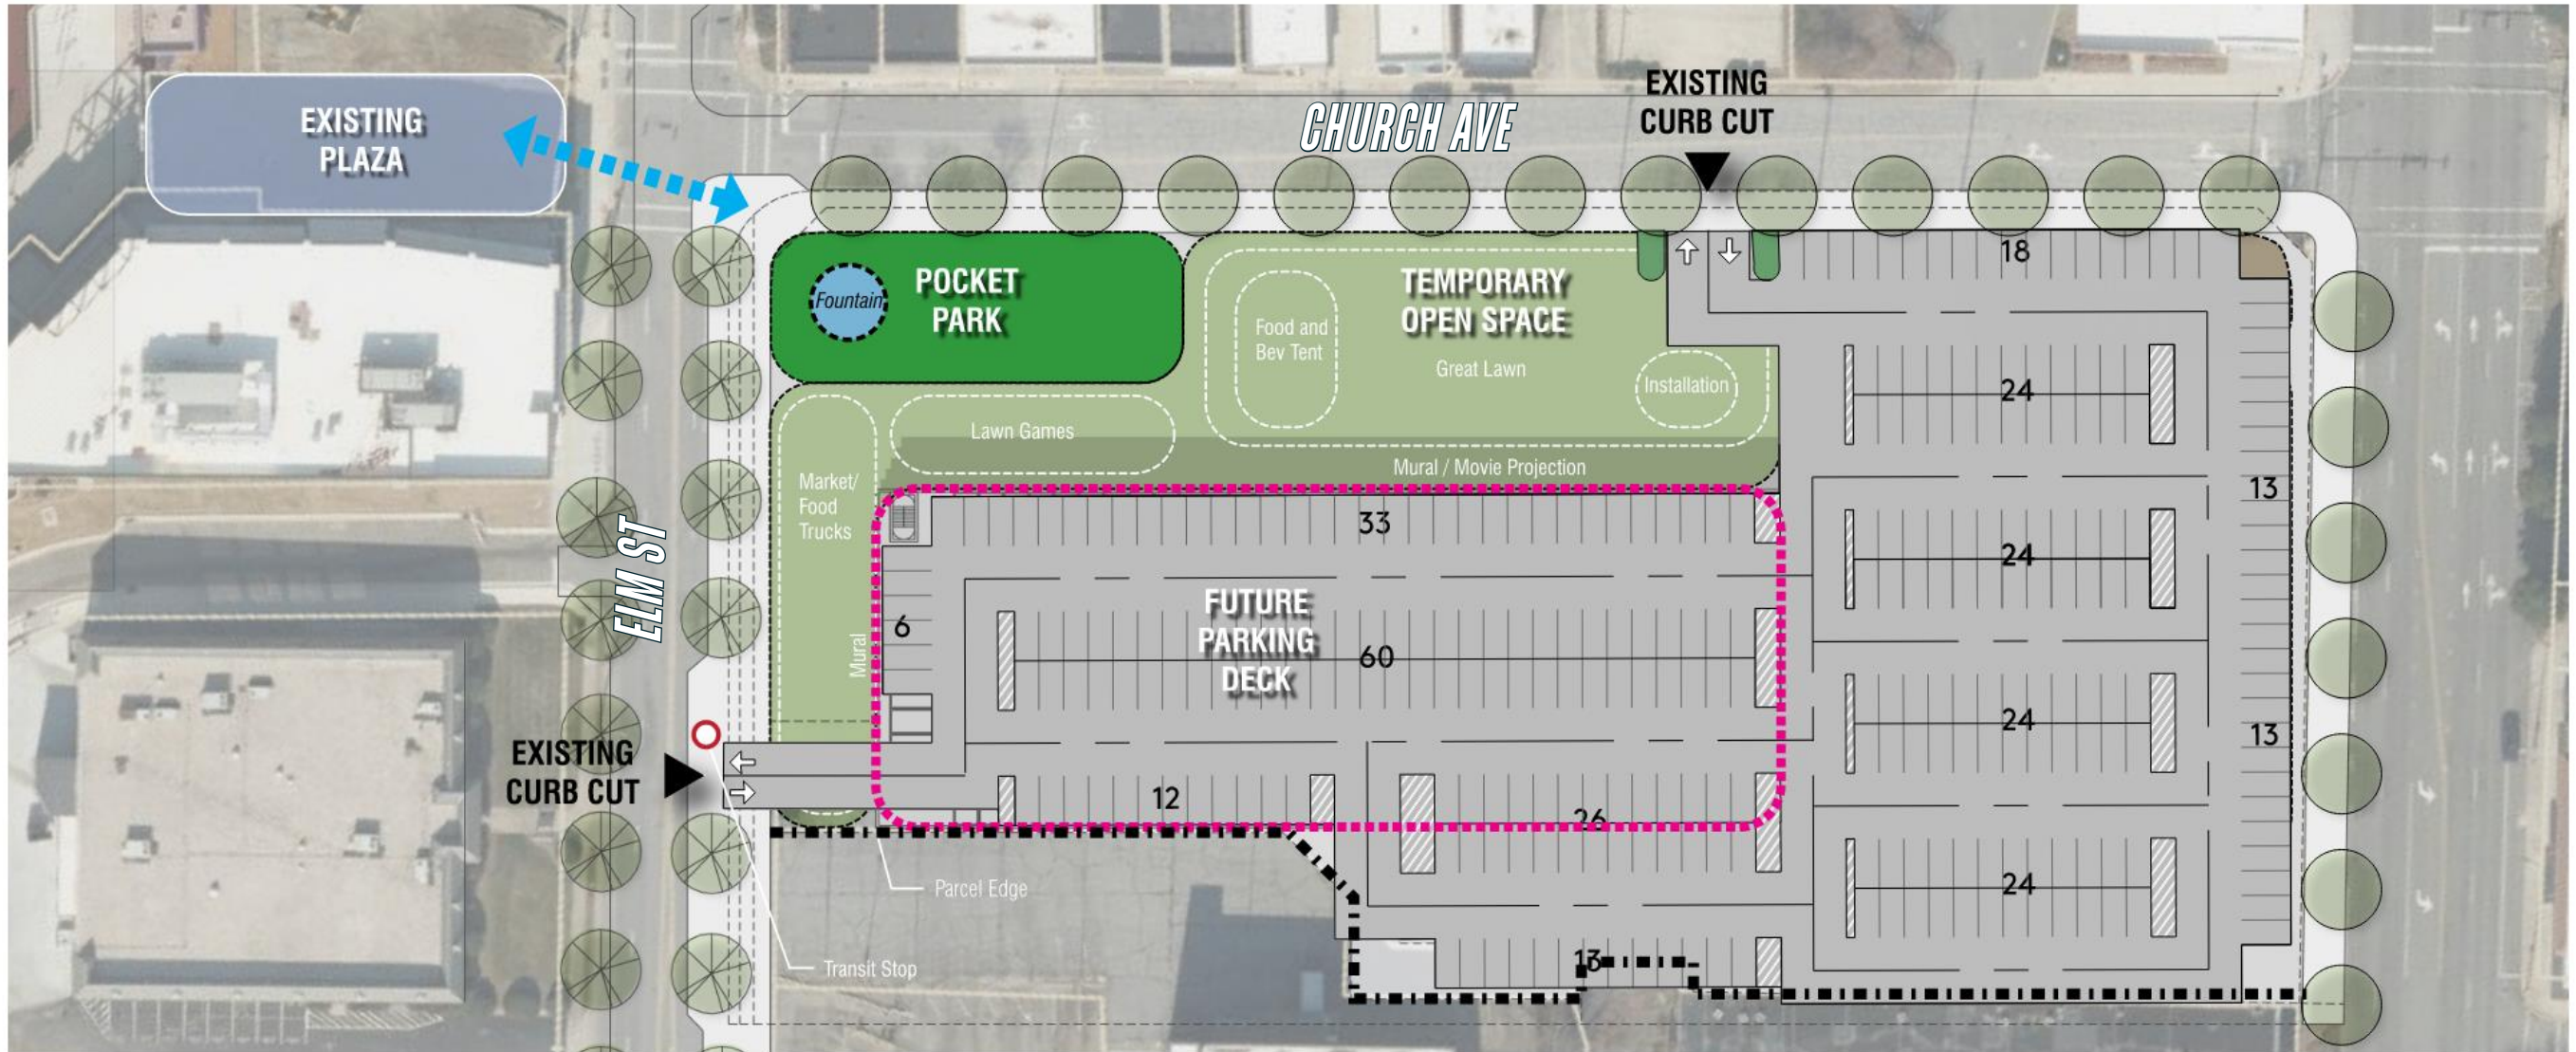 EXISTING
CURB CUT
CHURCH AVE
EXISTING
PLAZA
Fountain
POCKET
PARK
TEMPORARY
OPEN SPACE
18
Food and
Bev Tent
Great Lawn
Installation
24
Lawn Games
Mural / Movie Projection
Market/
Food
Trucks
13
33
24
ELM ST
6
Mural
FUTURE
PARKING
DECK
60
24
13
EXISTING
CURB CUT
12
26
24
Parcel Edge
Transit Stop
13